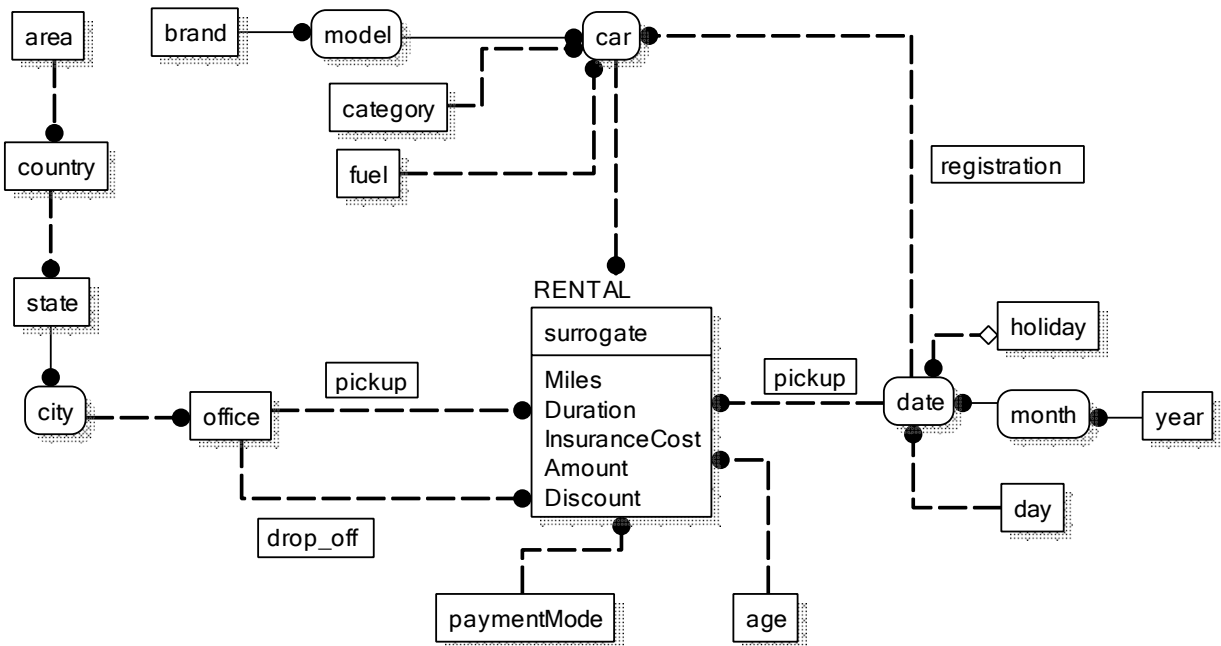 area
brand
model
car
category
country
fuel
registration
state
RENTAL
surrogate
holiday
pickup
Miles
pickup
city
office
Duration
date
month
year
InsuranceCost
Amount
Discount
day
drop_off
paymentMode
age